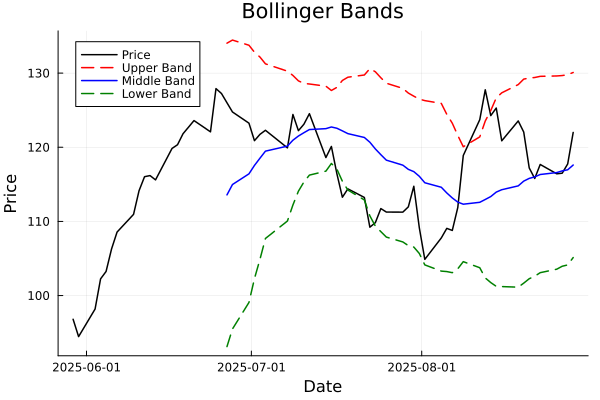 Bollinger Bands
Price
Upper Band
Middle Band
Lower Band
130
120
110
100
Price
2025-06-01
2025-07-01
2025-08-01
Date